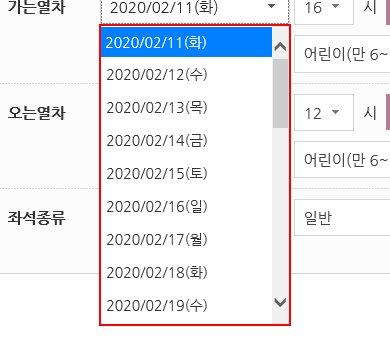 가는열차 2020/02/11(화) 16 시
2020/02/11(화)
어린이(만 6~
2020/02/12(수)
2020/02/13(목)
오는열차 12 시
2020/02/14(금)
어린이(만 6~
2020/02/15(토)
2020/02/16(일)
좌석종류 일반
2020/02/17(월)
2020/02/18(화)
2020/02/19(수)